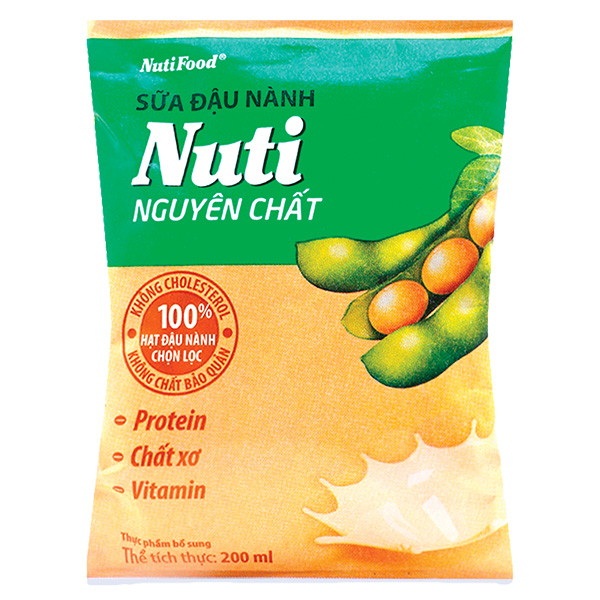 NutiFood®
SỮA ĐẬU NÀNH
Nuti
NGUYÊN CHẤT
KHÔNG CHOLESTEROL
100%
HẠT ĐẬU NÀNH
CHỌN LỌC
KHÔNG CHẤT BẢO QUẢN
Protein
Chất xơ
Vitamin
Thực phẩm bổ sung
Thể tích thực: 200 ml